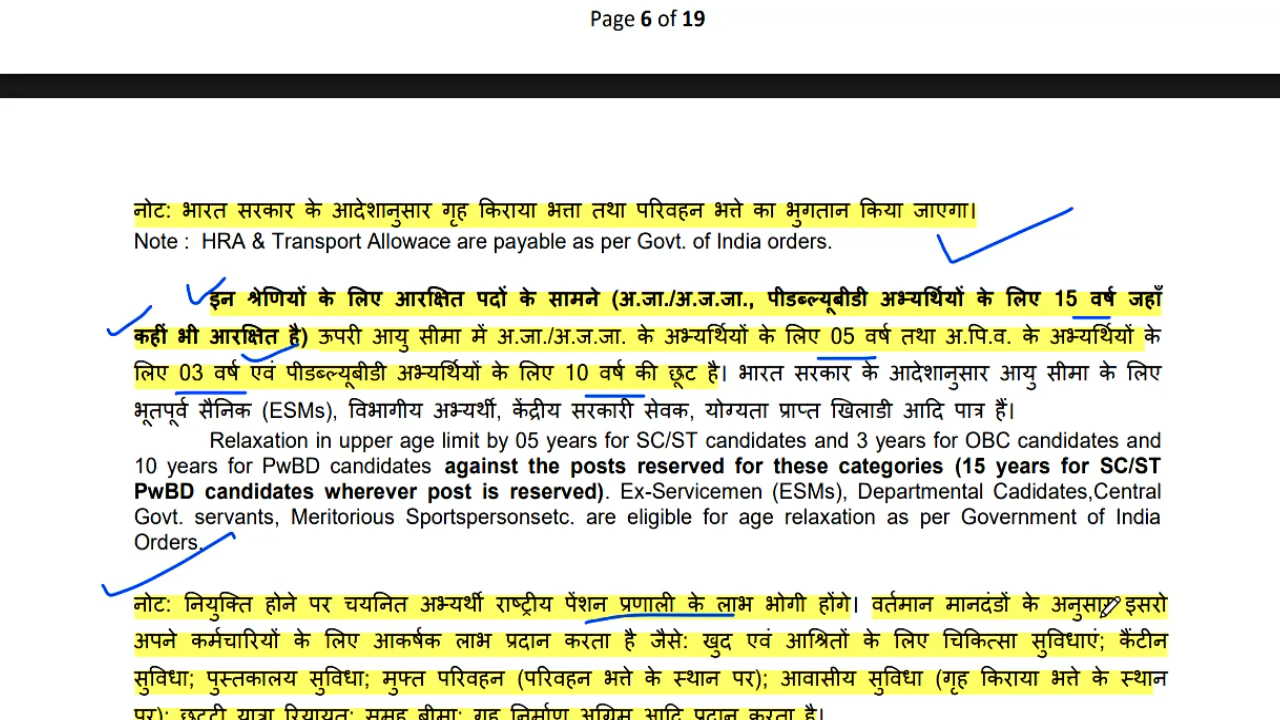 Page 6 of 19
नोट: भारत सरकार के आदेशानुसार गृह किराया भत्ता तथा परिवहन भत्ते का भुगतान किया जाएगा।
Note : HRA & Transport Allowace are payable as per Govt. of India orders.
इन श्रेणियों के लिए आरक्षित पदों के सामने (अ.जा./अ.ज.जा., पीडब्ल्यूबीडी अभ्यर्थियों के लिए 15 वर्ष जहाँ
कहीं भी आरक्षित है) ऊपरी आयु सीमा में अ.जा./अ.ज.जा. के अभ्यर्थियों के लिए 05 वर्ष तथा अ.पि.व. के अभ्यर्थियों के
लिए 03 वर्ष एवं पीडब्ल्यूबीडी अभ्यर्थियों के लिए 10 वर्ष की छूट है। भारत सरकार के आदेशानुसार आयु सीमा के लिए
भूतपूर्व सैनिक (ESMs), विभागीय अभ्यर्थी, केंद्रीय सरकारी सेवक, योग्यता प्राप्त खिलाडी आदि पात्र हैं।
Relaxation in upper age limit by 05 years for SC/ST candidates and 3 years for OBC candidates and
10 years for PwBD candidates against the posts reserved for these categories (15 years for SC/ST
PwBD candidates wherever post is reserved). Ex-Servicemen (ESMs), Departmental Cadidates,Central
Govt. servants, Meritorious Sportspersonsetc. are eligible for age relaxation as per Government of India
Orders.
नोट: नियुक्ति होने पर चयनित अभ्यर्थी राष्ट्रीय पेंशन प्रणाली के लाभ भोगी होंगे। वर्तमान मानदंडों के अनुसार इसरो
अपने कर्मचारियों के लिए आकर्षक लाभ प्रदान करता है जैसे: खुद एवं आश्रितों के लिए चिकित्सा सुविधाएं; कैंटीन
सुविधा; पुस्तकालय सुविधा; मुफ्त परिवहन (परिवहन भत्ते के स्थान पर); आवासीय सुविधा (गृह किराया भत्ते के स्थान
पर); छुट्टी यात्रा रियायत; समूह बीमा; गृह निर्माण अग्रिम आदि प्रदान करता है।